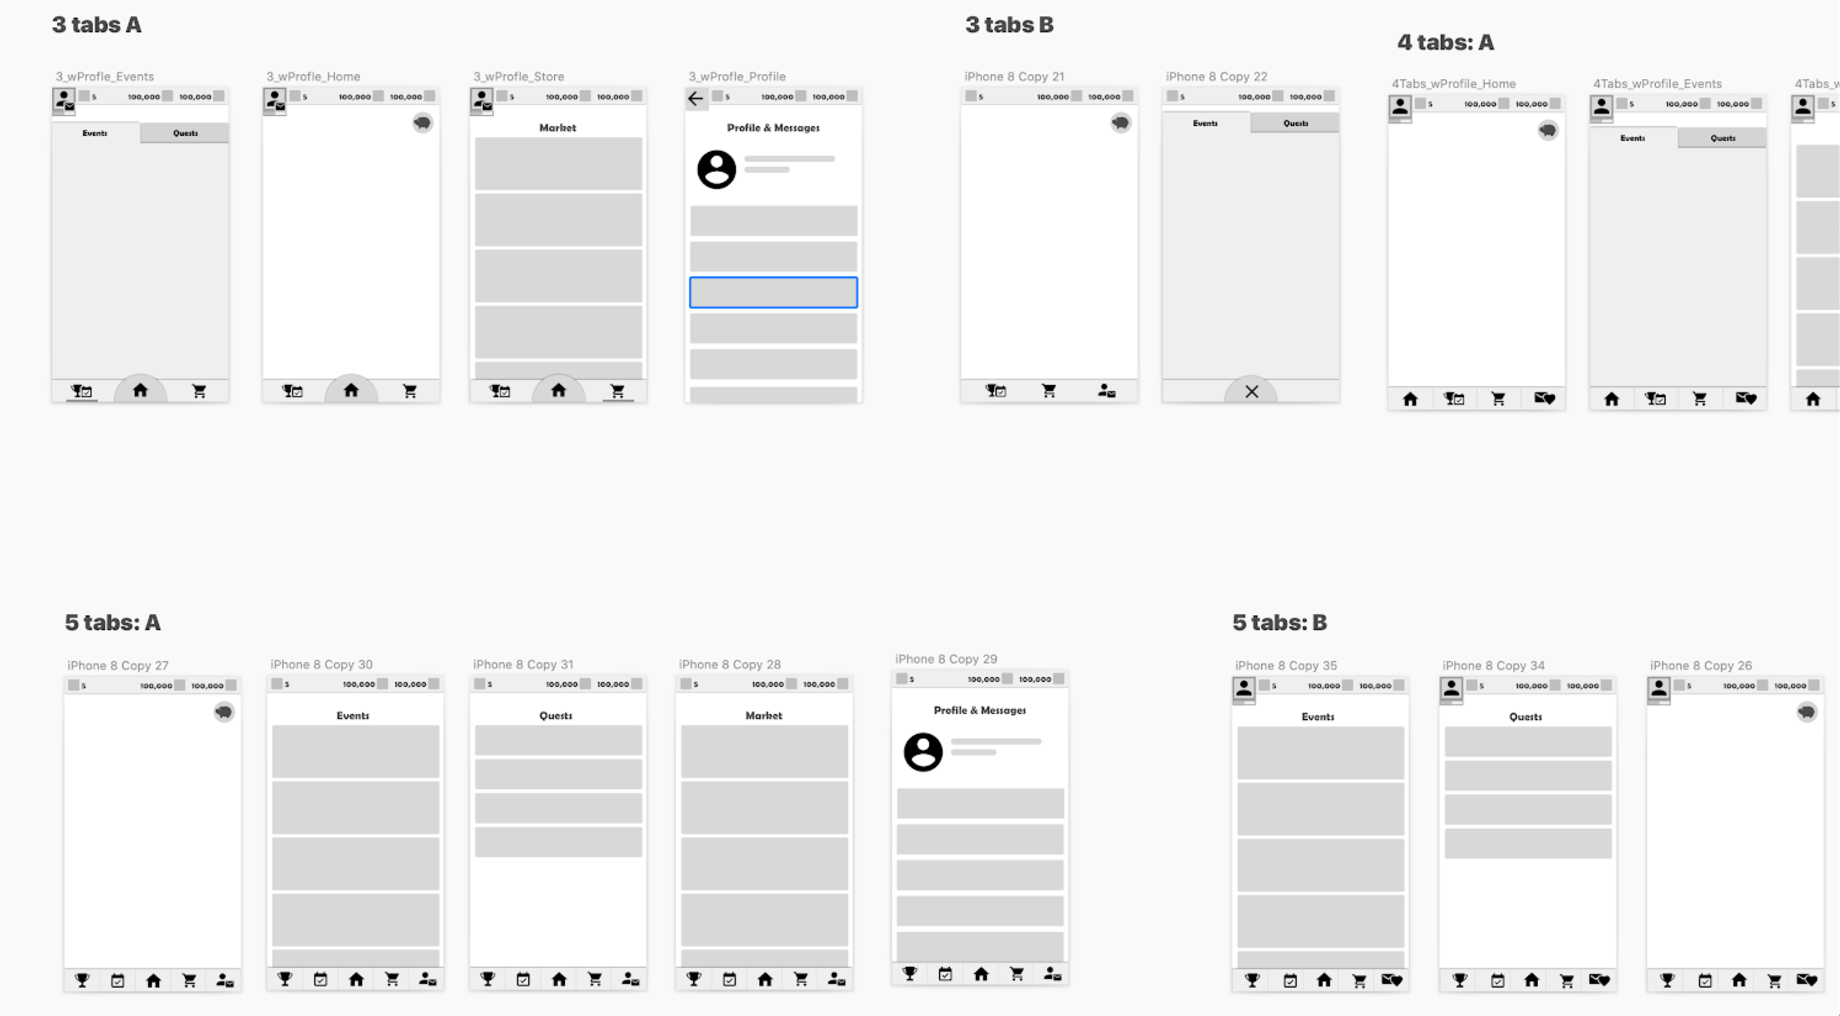 3 tabs A
3 tabs B
4 tabs: A
3_wProfle_Events
3_wProfle_Home
3_wProfle_Store
3_wProfle_Profile
iPhone 8 Copy 21
iPhone 8 Copy 22
4Tabs_wProfile_Home
4Tabs_wProfile_Events
4Tabs_w
5 100,000 100,000
5 100,000 100,000
5 100,000 100,000
5 100,000 100,000
5 100,000 100,000
5 100,000 100,000
5 100,000 100,000
5 100,000 100,000
5
Events Quests
Market
Profile & Messages
Events Quests
Events Quests
5 tabs: A
5 tabs: B
iPhone 8 Copy 27
iPhone 8 Copy 30
iPhone 8 Copy 31
iPhone 8 Copy 28
iPhone 8 Copy 29
iPhone 8 Copy 35
iPhone 8 Copy 34
iPhone 8 Copy 26
5 100,000 100,000
5 100,000 100,000
5 100,000 100,000
5 100,000 100,000
5 100,000 100,000
5 100,000 100,000
5 100,000 100,000
5 100,000 100,000
Events
Quests
Market
Profile & Messages
Events
Quests